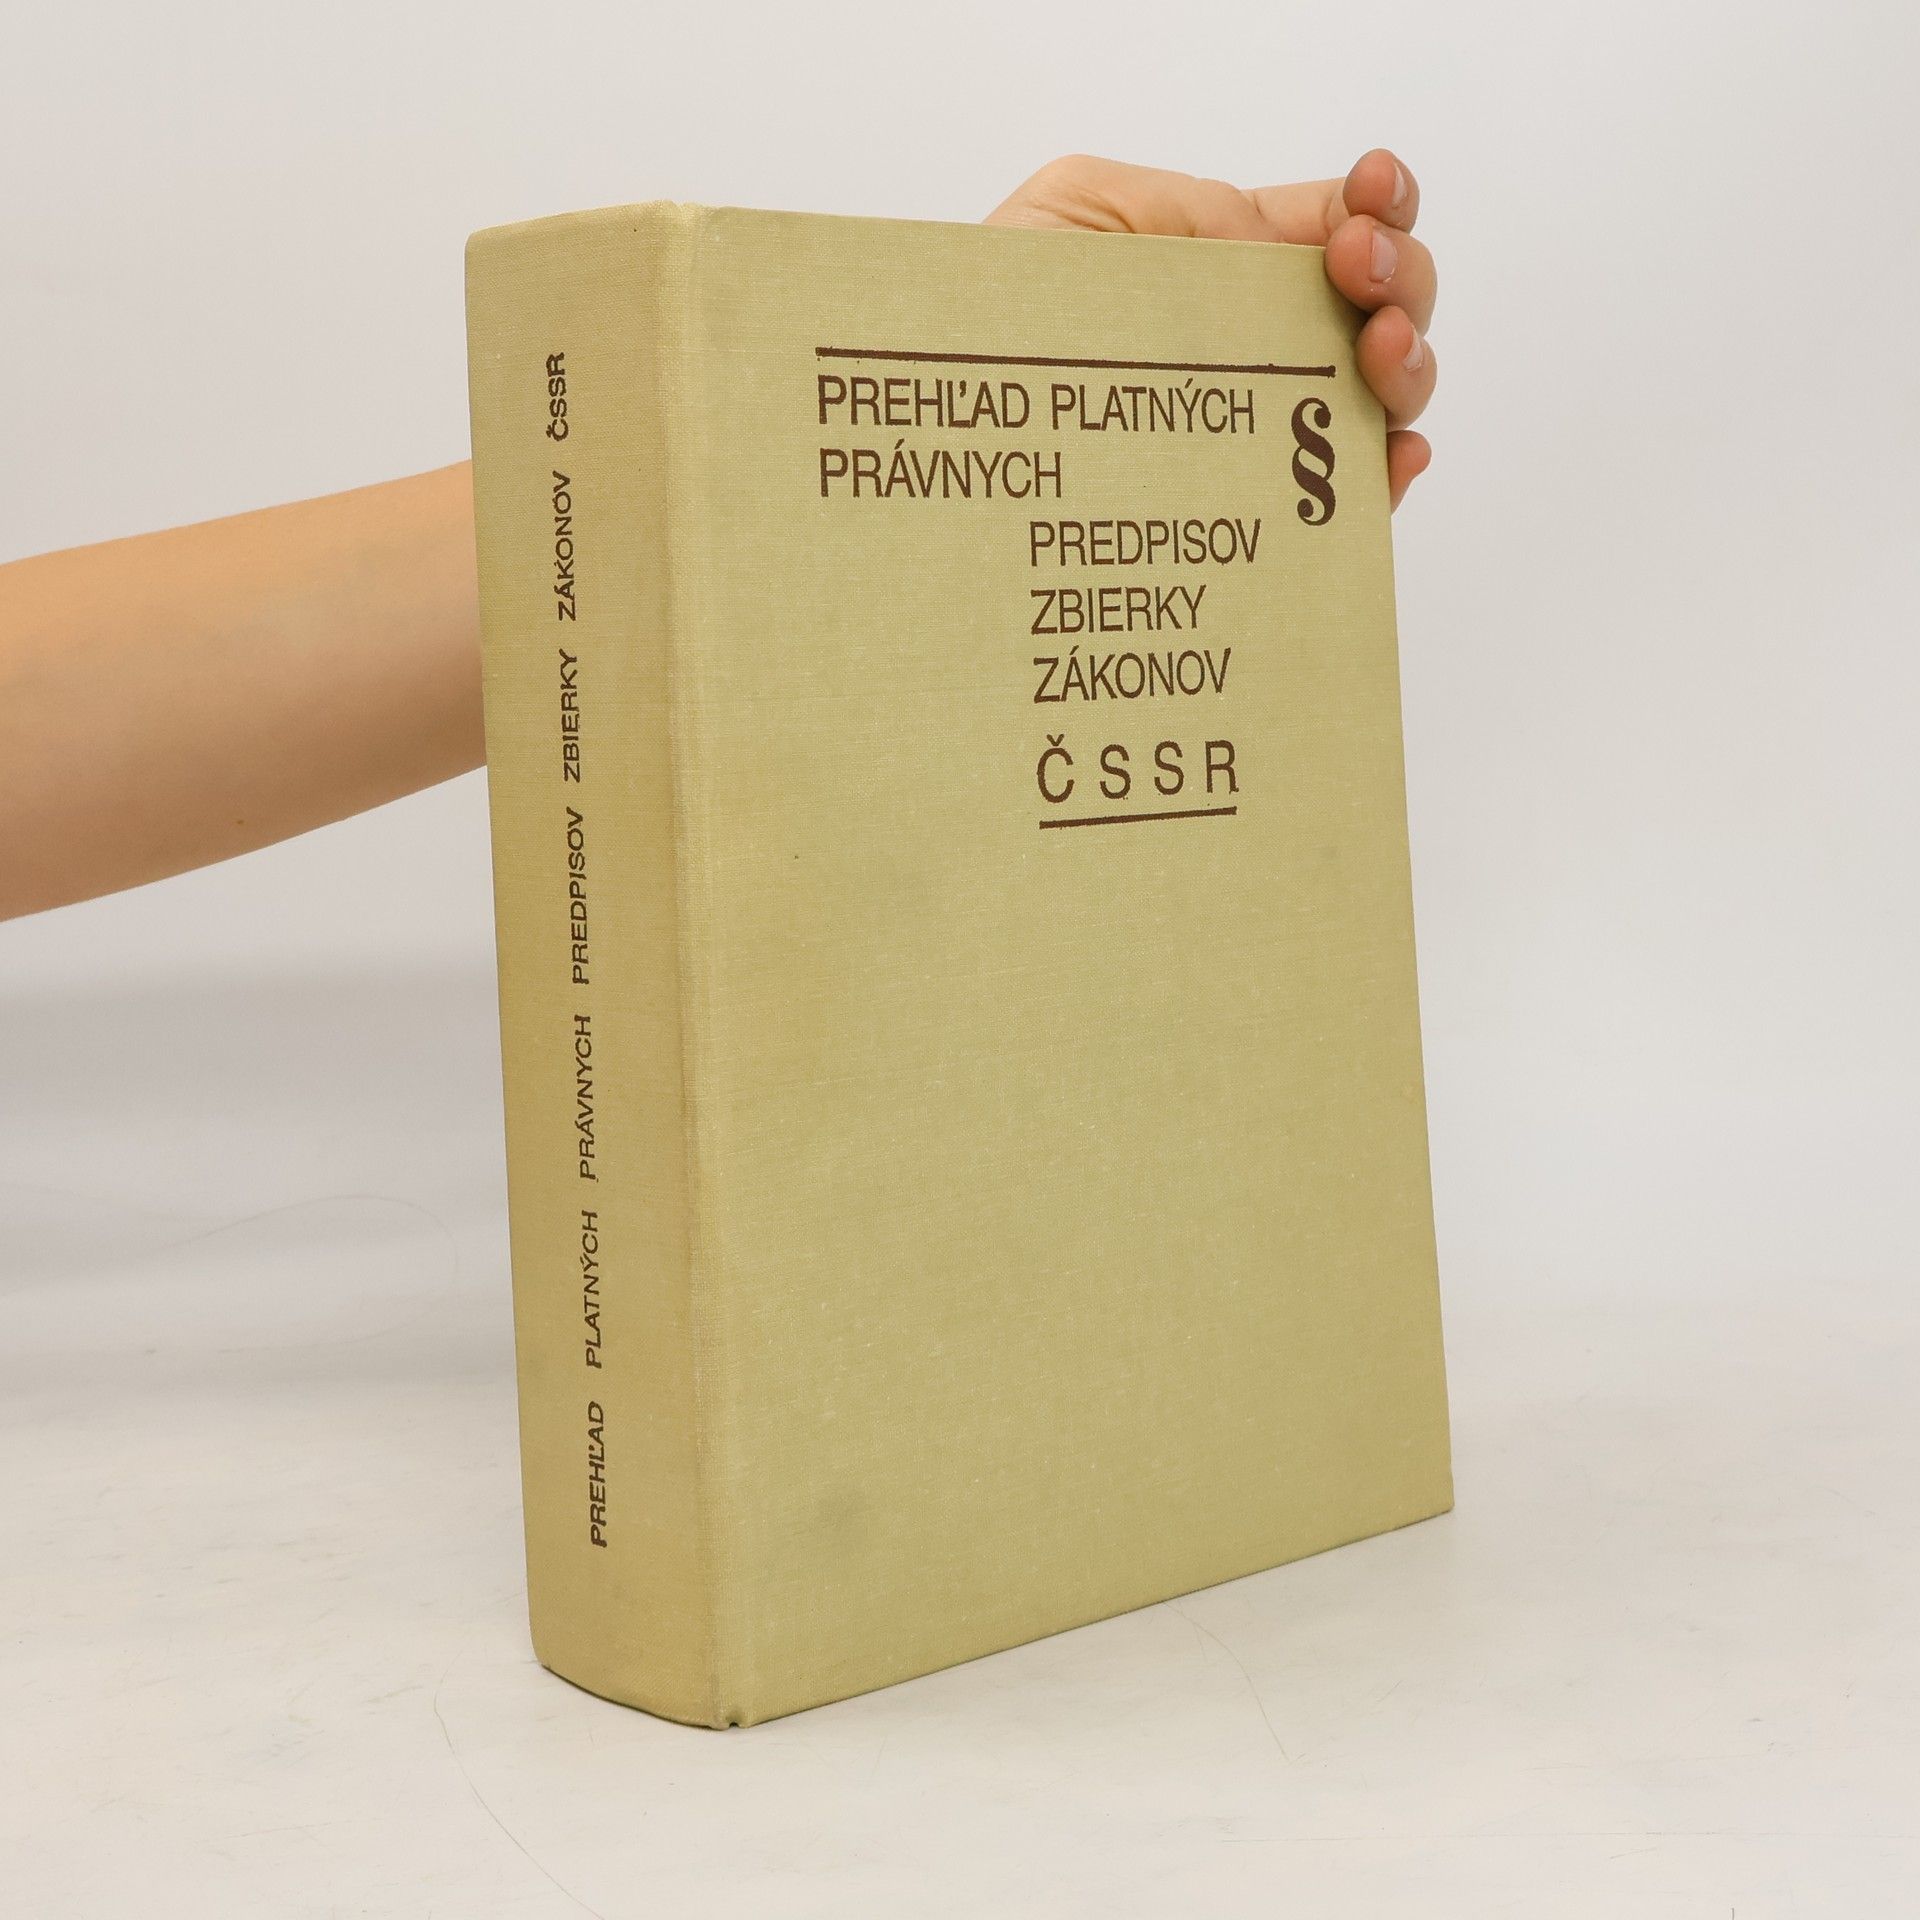 PREHĽAD PLATNÝCH PRÁVNYCH PREDPISOV ZBIERKY ZÁKONOV ČSSR
PREHĽAD PLATNÝCH
PRÁVNYCH
§
PREDPISOV
ZBIERKY
ZÁKONOV
ČSSR